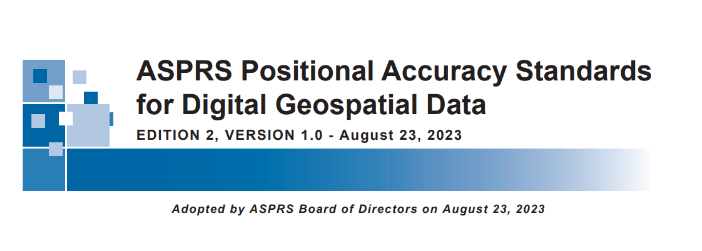 ASPRS Positional Accuracy Standards
for Digital Geospatial Data
EDITION 2, VERSION 1.0 - August 23, 2023
Adopted by ASPRS Board of Directors on August 23, 2023